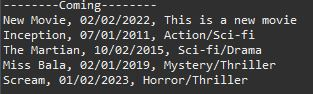 --------Coming--------
New Movie, 02/02/2022, This is a new movie
Inception, 07/01/2011, Action/Sci-fi
The Martian, 10/02/2015, Sci-fi/Drama
Miss Bala, 02/01/2019, Mystery/Thriller
Scream, 01/02/2023, Horror/Thriller